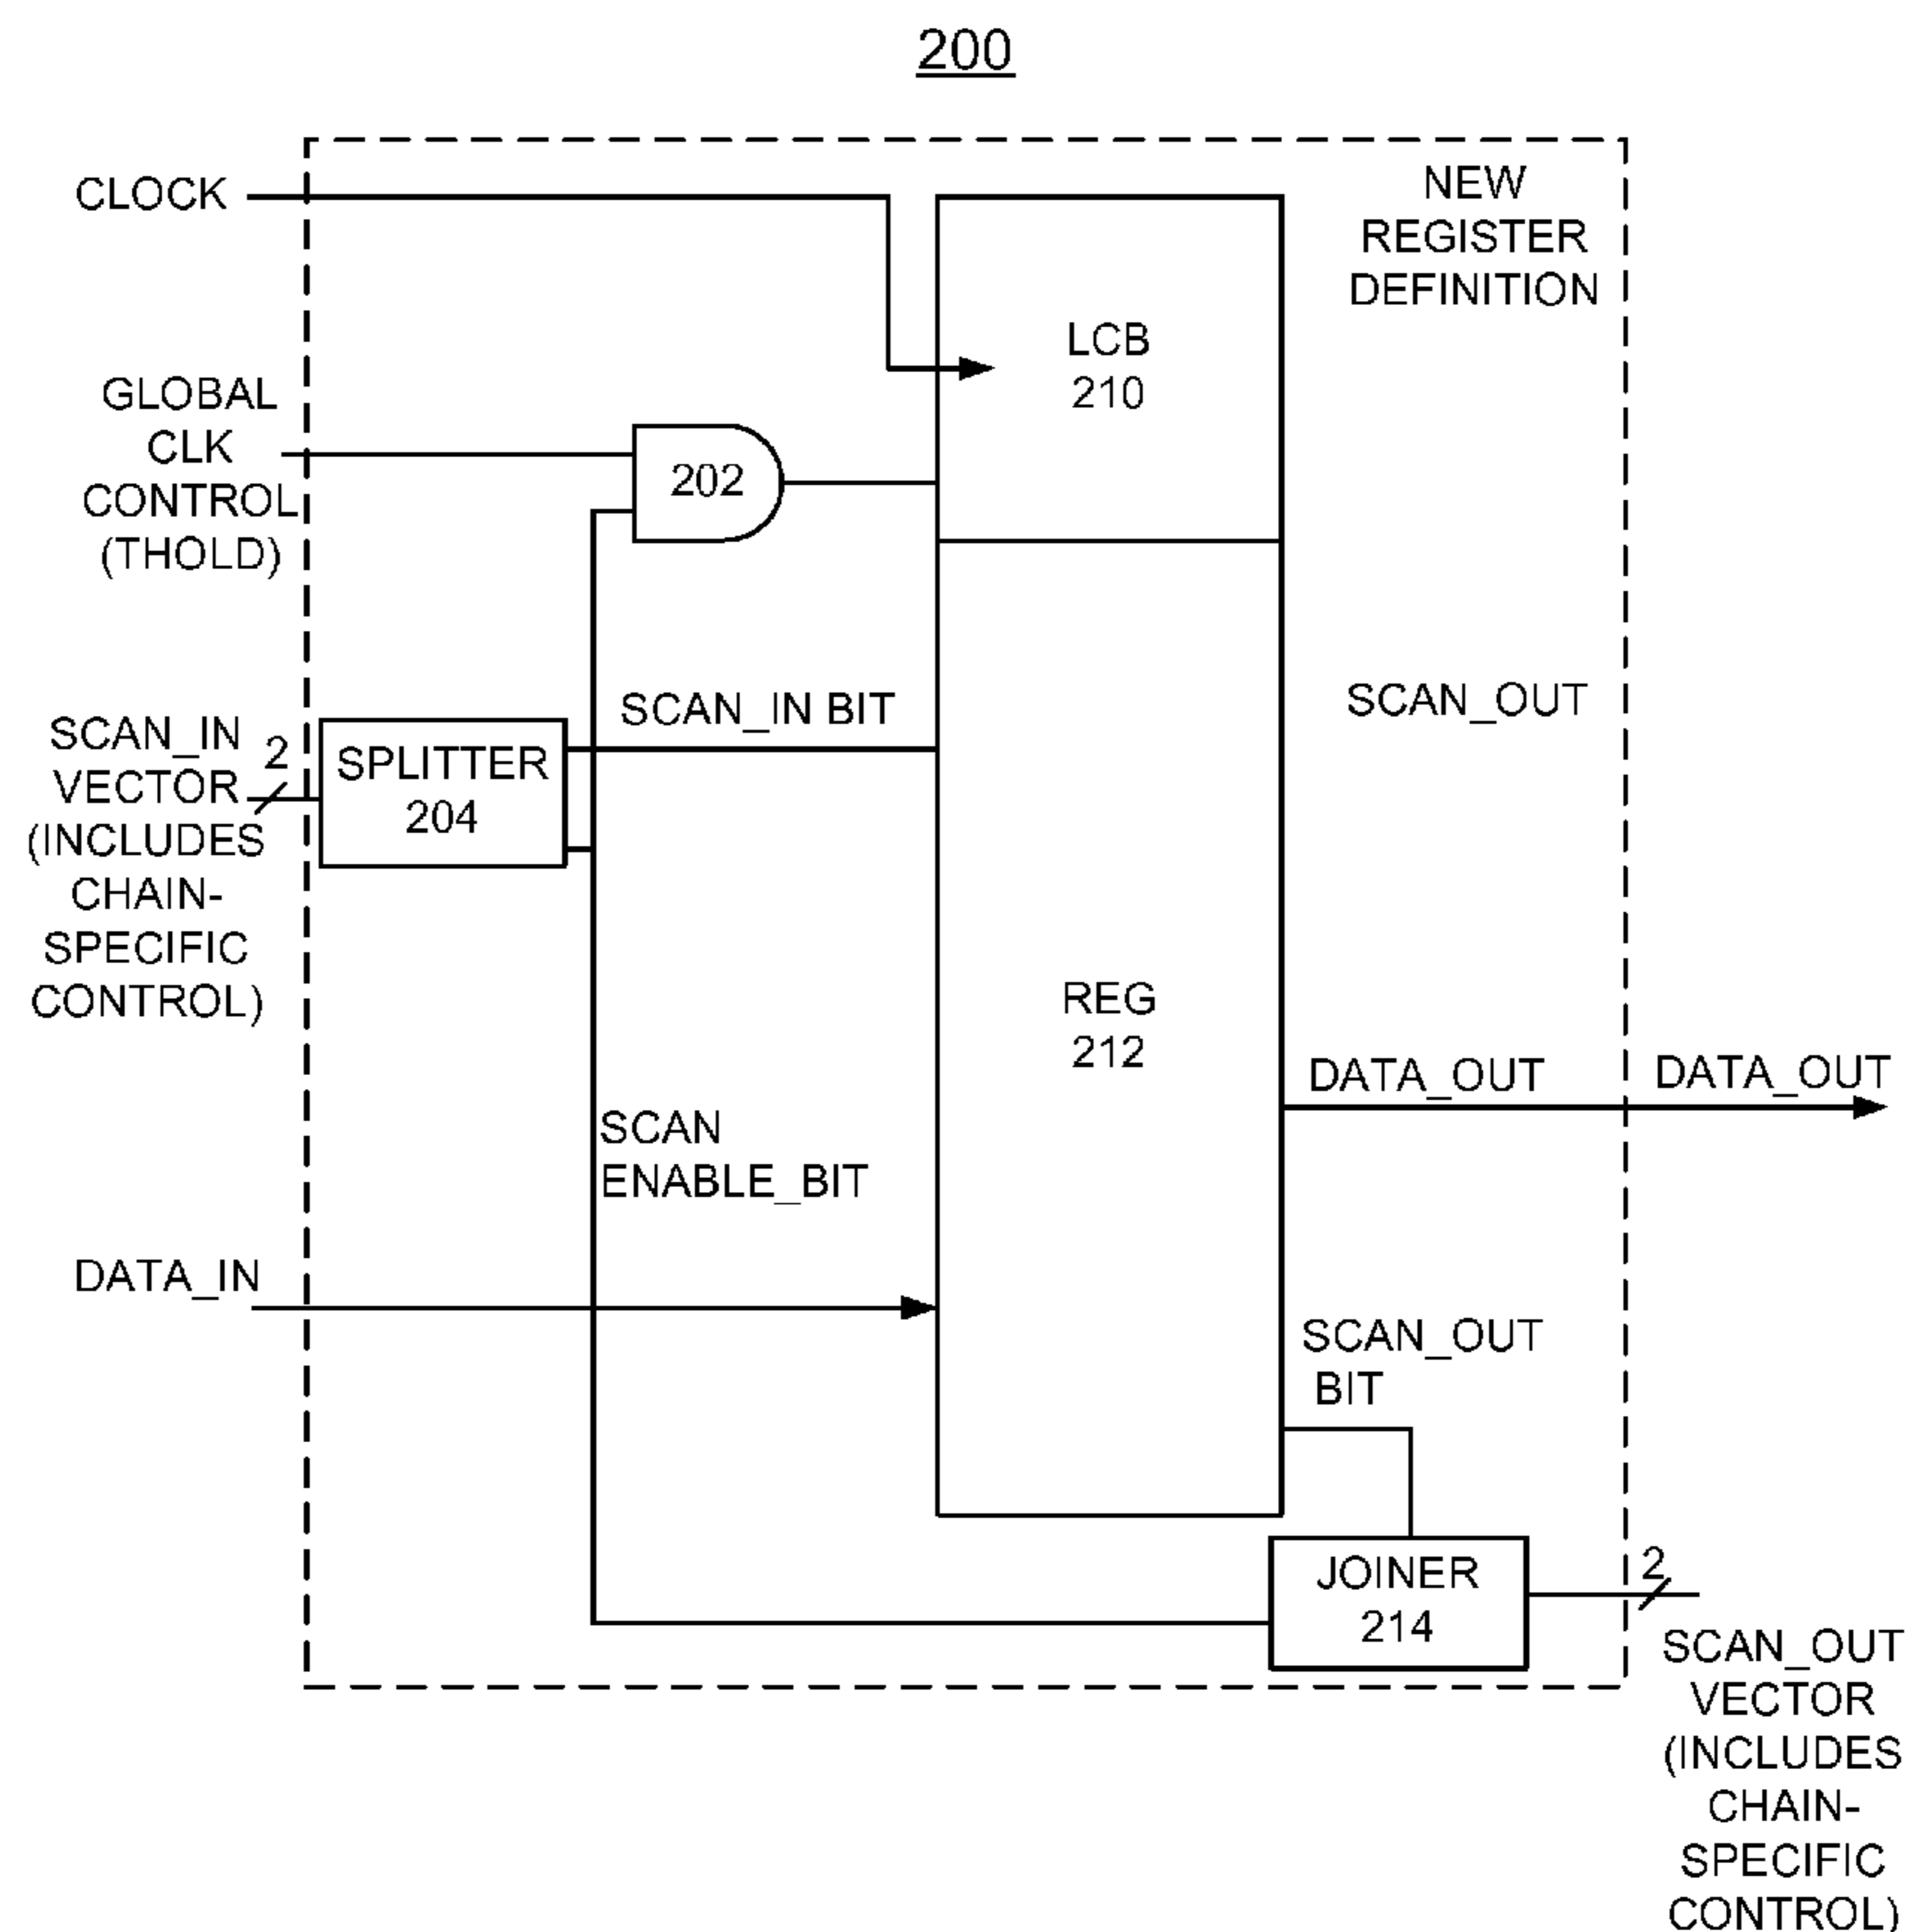 200
CLOCK
NEW
REGISTER
DEFINITION
LCB
210
GLOBAL
CLK
CONTROL
(THOLD)
202
SCAN_IN BIT
SCAN_OUT
SCAN_IN
VECTOR
(INCLUDES
CHAIN-
SPECIFIC
CONTROL)
2
SPLITTER
204
REG
212
DATA_OUT
DATA_OUT
SCAN
ENABLE_BIT
DATA_IN
SCAN_OUT
BIT
JOINER
214
2
SCAN_OUT
VECTOR
(INCLUDES
CHAIN-
SPECIFIC
CONTROL)